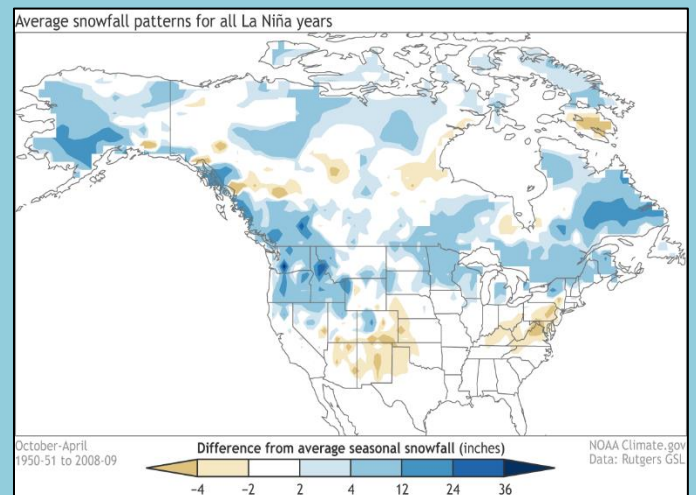 Average snowfall patterns for all La Niña years
October-April
1950-51 to 2008-09
Difference from average seasonal snowfall (inches)
−4 −2 2 4 12 24 36
NOAA Climate.gov
Data: Rutgers GSL